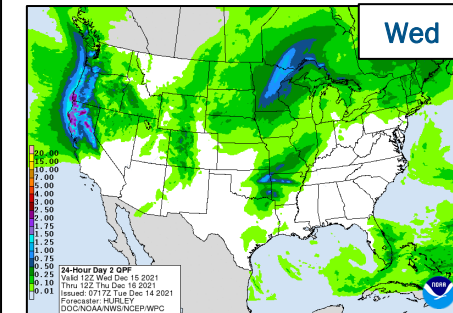 Wed
20.00
15.00
10.00
7.00
5.00
4.00
3.00
2.50
2.00
1.75
1.50
1.25
1.00
0.75
0.50
0.25
0.10
0.01
24-Hour Day 2 QPF
Valid 12Z Wed Dec 15 2021
Thru 12Z Thu Dec 16 2021
Issued: 0717Z Tue Dec 14 2021
Forecaster: HURLEY
DOC/NOAA/NWS/NCEP/WPC
NOAA